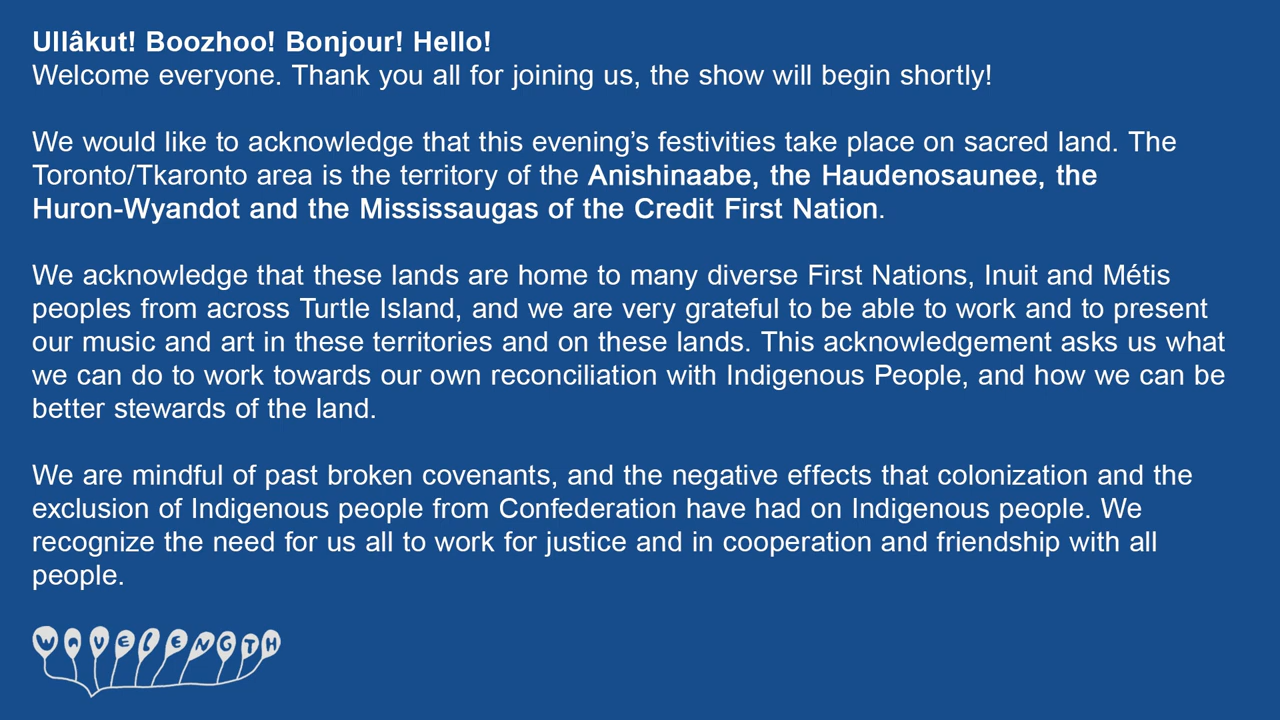 Ullâkut! Boozhoo! Bonjour! Hello!
Welcome everyone. Thank you all for joining us, the show will begin shortly!
We would like to acknowledge that this evening’s festivities take place on sacred land. The
Toronto/Tkaronto area is the territory of the Anishinaabe, the Haudenosaunee, the
Huron-Wyandot and the Mississaugas of the Credit First Nation.
We acknowledge that these lands are home to many diverse First Nations, Inuit and Métis
peoples from across Turtle Island, and we are very grateful to be able to work and to present
our music and art in these territories and on these lands. This acknowledgement asks us what
we can do to work towards our own reconciliation with Indigenous People, and how we can be
better stewards of the land.
We are mindful of past broken covenants, and the negative effects that colonization and the
exclusion of Indigenous people from Confederation have had on Indigenous people. We
recognize the need for us all to work for justice and in cooperation and friendship with all
people.
WAVELENGTH